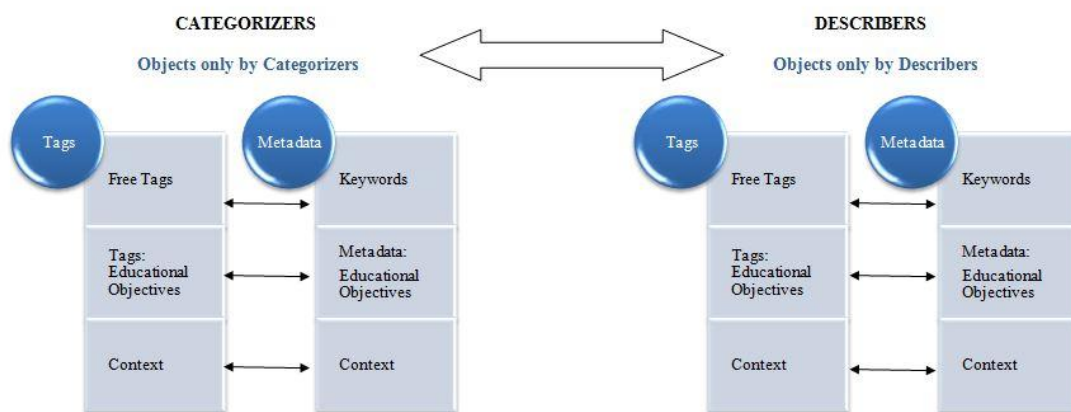 CATEGORIZERS
DESCRIBERS
Objects only by Categorizers
Objects only by Describers
Tags
Metadata
Free Tags
Keywords
Tags:
Educational
Objectives
Metadata:
Educational
Objectives
Context
Context
Tags
Metadata
Free Tags
Keywords
Tags:
Educational
Objectives
Metadata:
Educational
Objectives
Context
Context